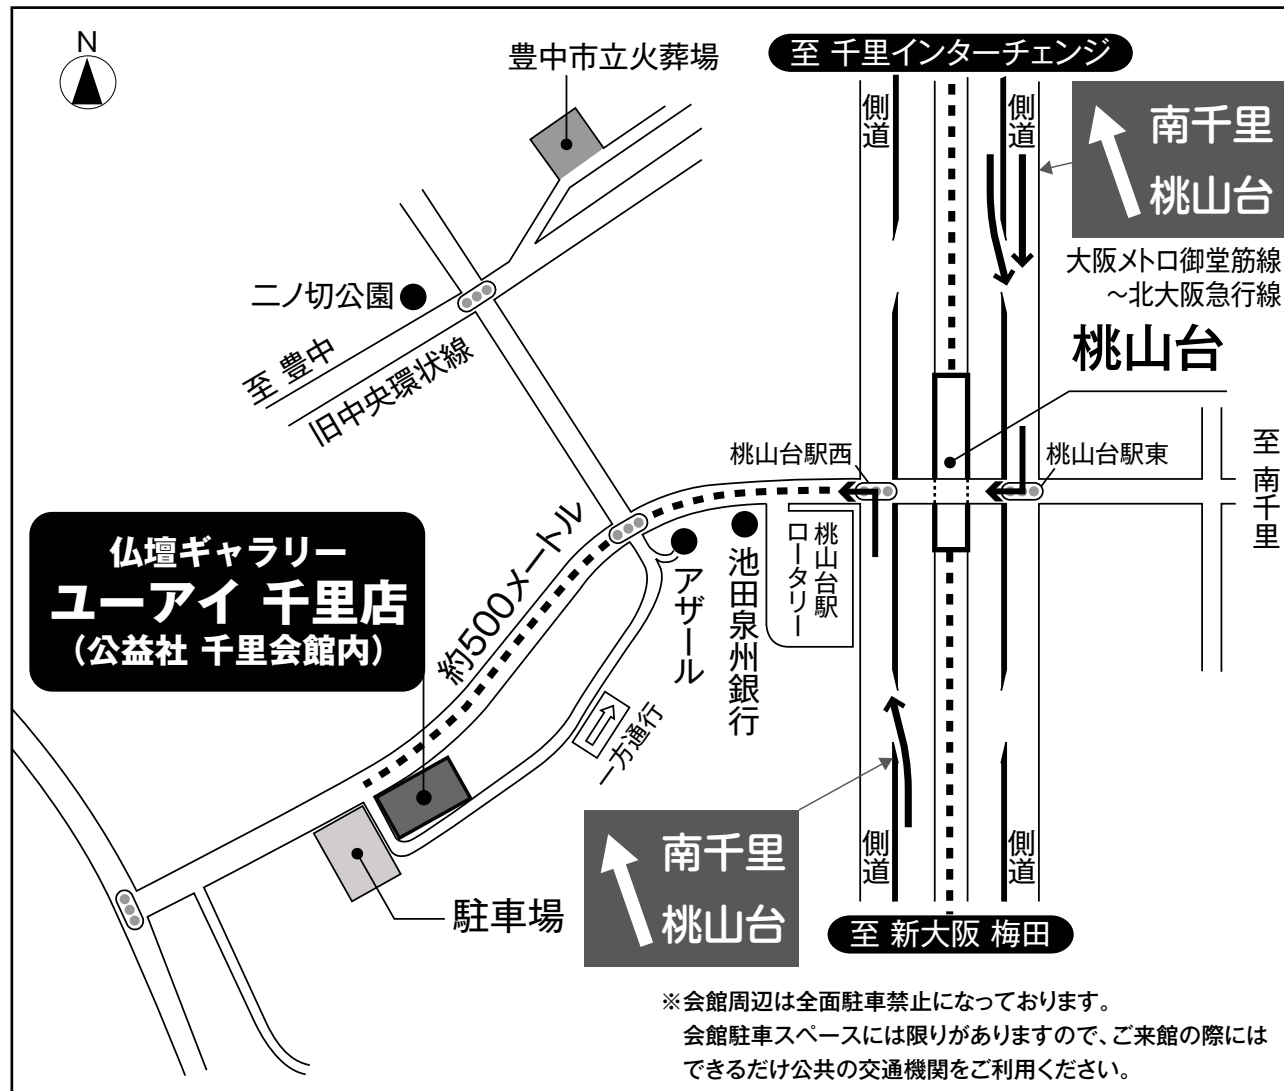 N
豊中市立火葬場
至 千里インターチェンジ
側道
側道
南千里
桃山台
大阪メトロ御堂筋線
～北大阪急行線
桃山台
二ノ切公園
至 豊中
旧中央環状線
桃山台駅西
桃山台駅東
至 南千里
仏壇ギャラリー
ユーアイ 千里店
（公益社 千里会館内）
約500メートル
アザール
池田泉州銀行
桃山台駅
ロータリー
一方通行
駐車場
南千里
桃山台
側道
側道
至 新大阪 梅田
※会館周辺は全面駐車禁止になっております。
会館駐車スペースには限りがありますので、ご来館の際には
できるだけ公共の交通機関をご利用ください。